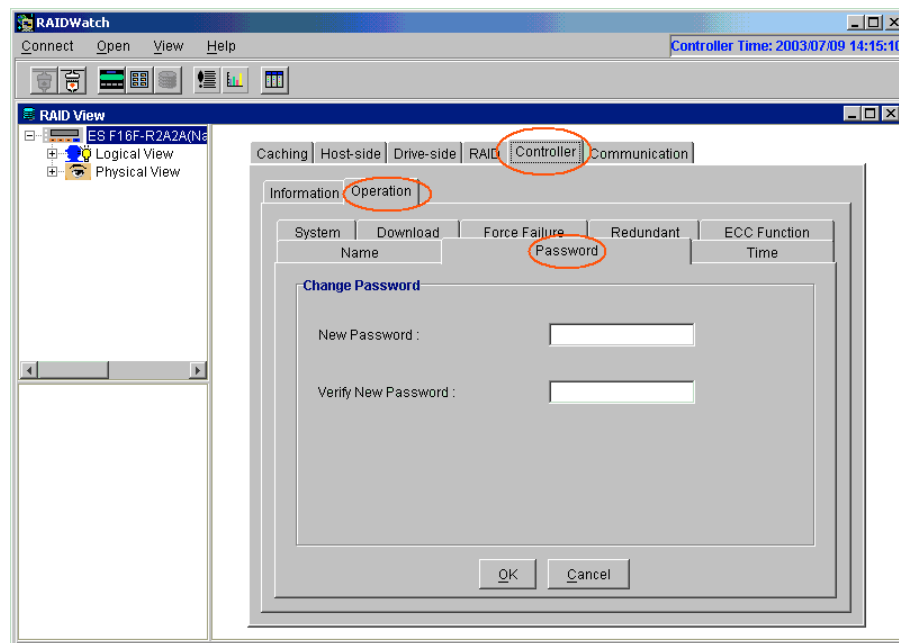 RAIDWatch
Connect Open View Help
Controller Time: 2003/07/09 14:15:10
RAID View
ES F16F-R2A2A(Na
Logical View
Physical View
Caching Host-side Drive-side RAID Controller Communication
Information Operation
System Download Force Failure Redundant ECC Function
Name Password Time
Change Password
New Password :
Verify New Password :
OK Cancel